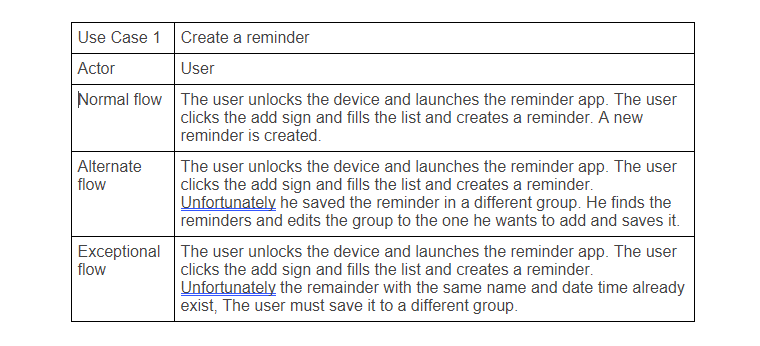 Use Case 1 Create a reminder
Actor User
Normal flow The user unlocks the device and launches the reminder app. The user
clicks the add sign and fills the list and creates a reminder. A new
reminder is created.
Alternate The user unlocks the device and launches the reminder app. The user
flow clicks the add sign and fills the list and creates a reminder.
Unfortunately he saved the reminder in a different group. He finds the
reminders and edits the group to the one he wants to add and saves it.
Exceptional The user unlocks the device and launches the reminder app. The user
flow clicks the add sign and fills the list and creates a reminder.
Unfortunately the remainder with the same name and date time already
exist, The user must save it to a different group.